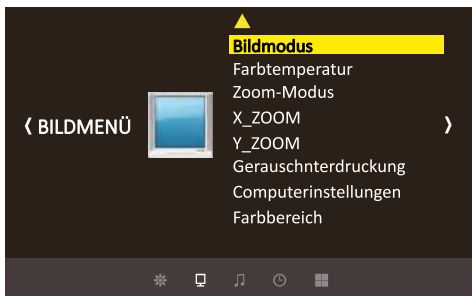 Bildmodus
Farbtemperatur
Zoom-Modus
X_ZOOM
BILDMENÜ
Y_ZOOM
Gerauschnterdruckung
Computerinstellungen
Farbbereich